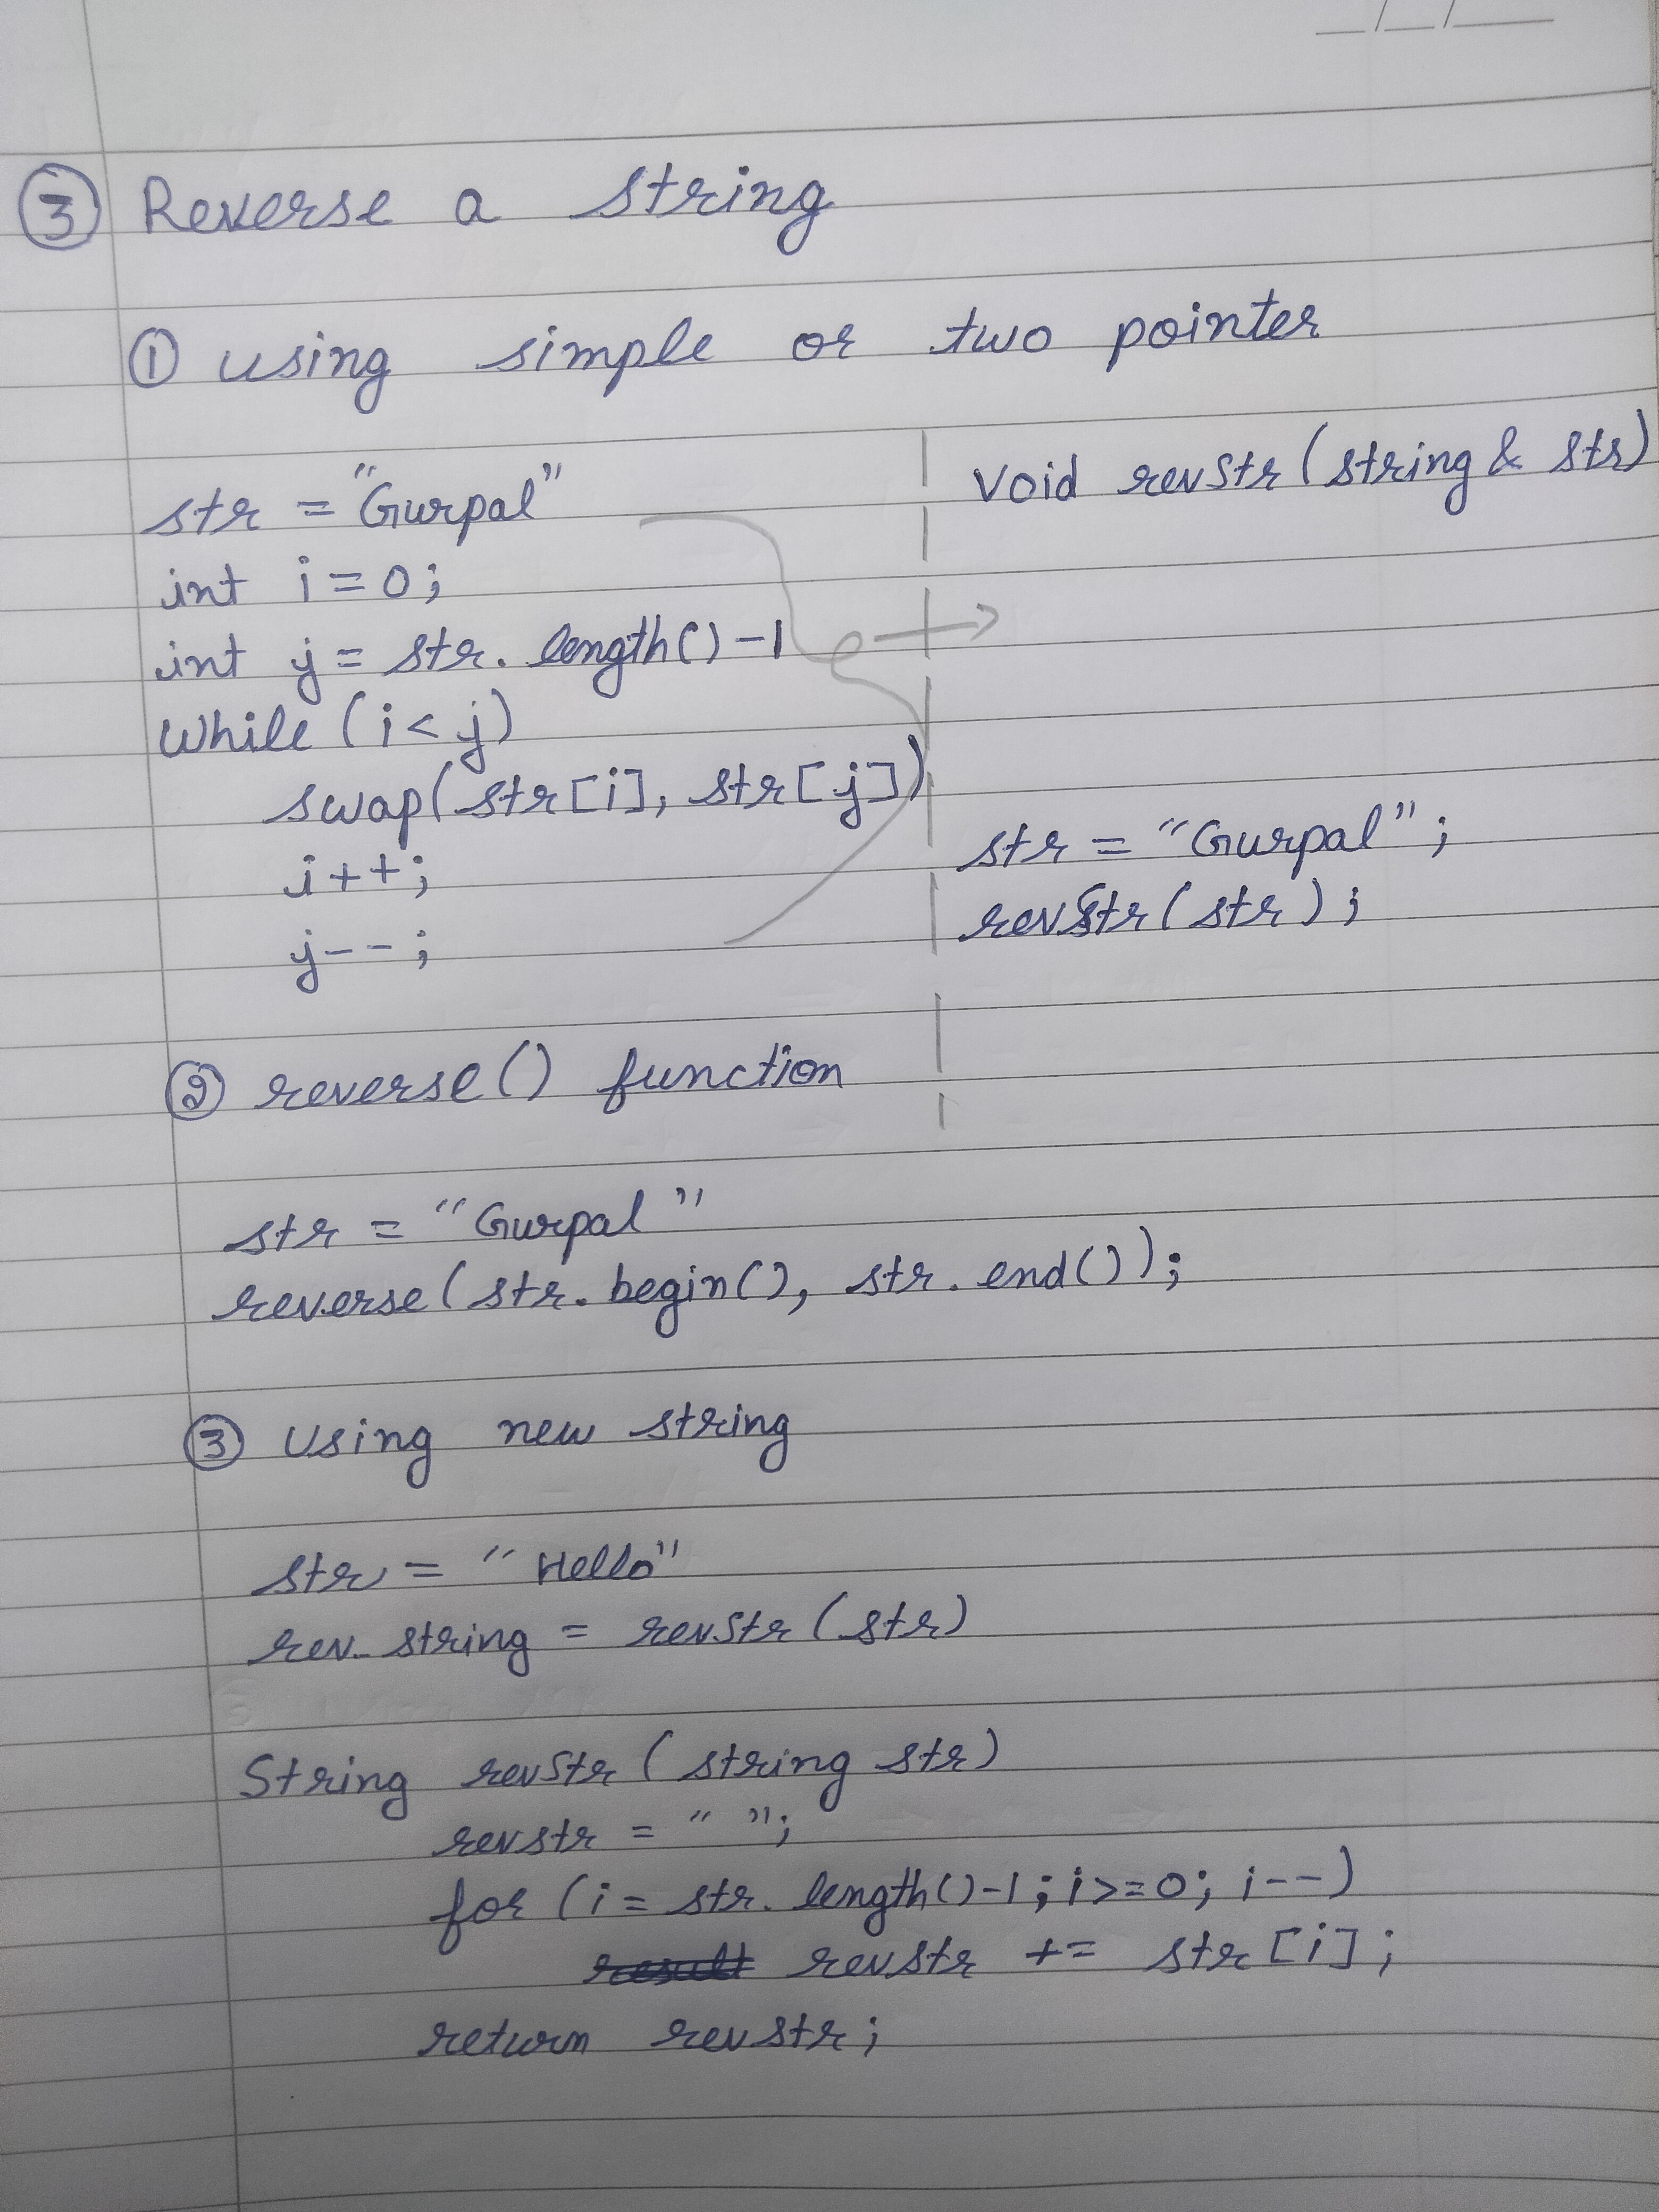 ③ Reverse a string
① using simple or two pointer
str = "Gurpal"
int i = 0;
int j = str. length() -1
while (i < j)
swap(str[i], str[j])
i++;
j--;
void revStr (string & str)
str = "Gurpal";
revStr(str);
② reverse() function
str = "Gurpal"
reverse(str. begin(), str. end());
③ using new string
str = "Hello"
rev_string = revStr (str)
String revStr ( string str)
revstr = " ";
for (i = str. length()-1; i>=0; i--)
result revstr += str[i];
return revstr;